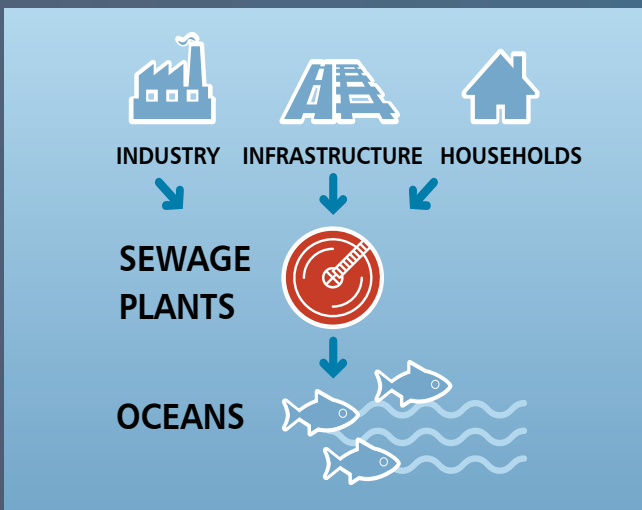 INDUSTRY INFRASTRUCTURE HOUSEHOLDS
SEWAGE
PLANTS
OCEANS